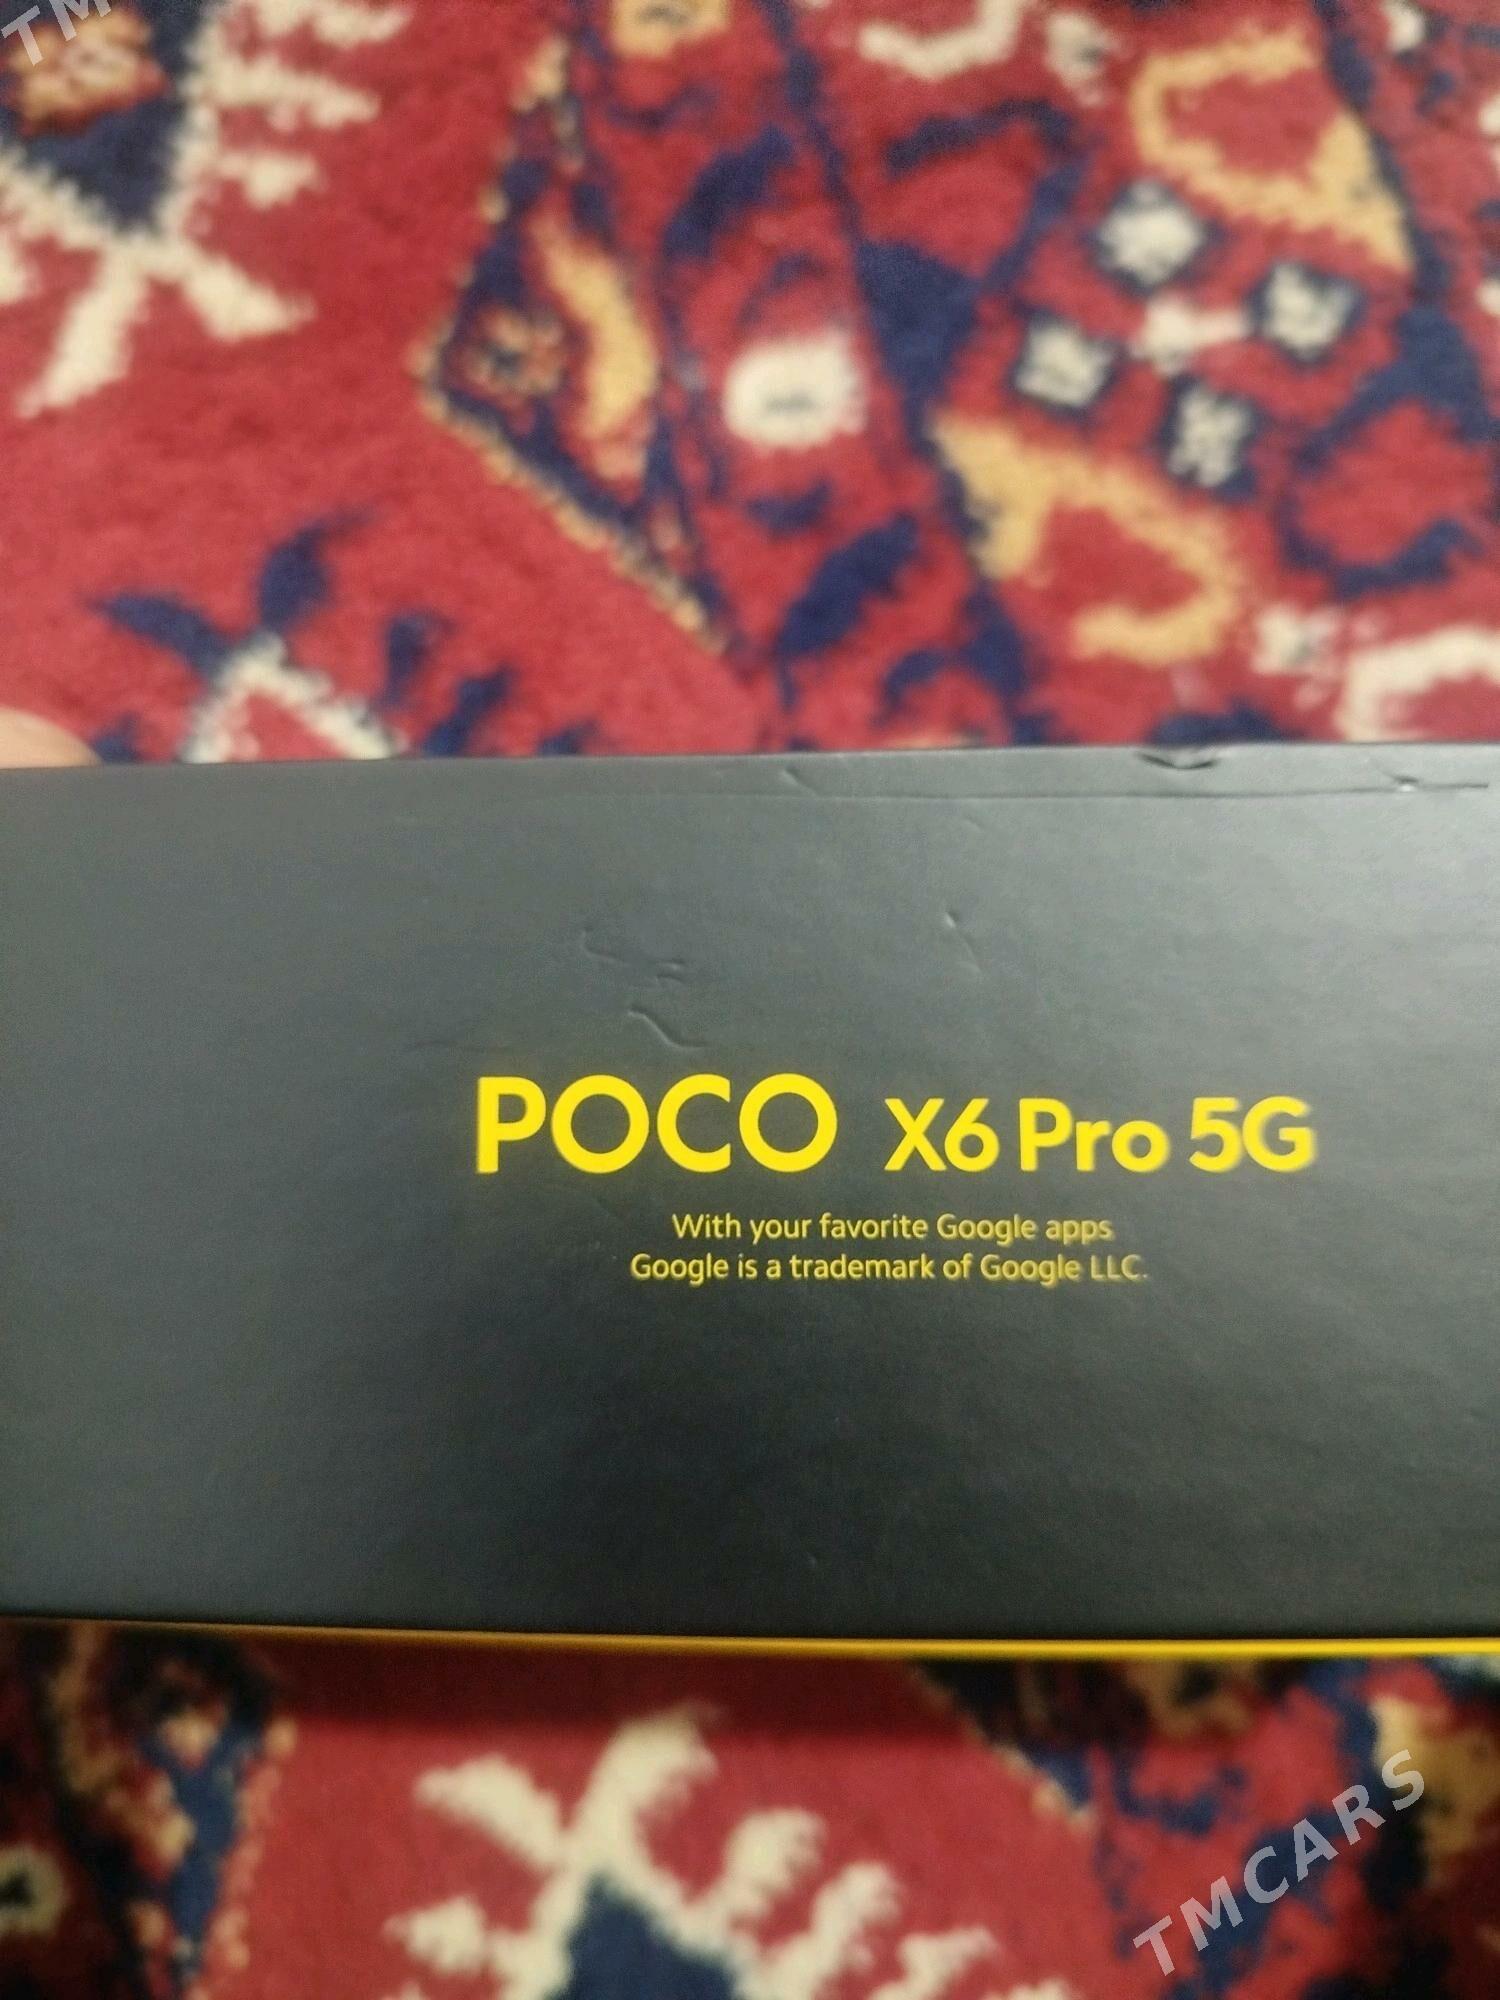 TM
POCO X6 Pro 5G
With your favorite Google apps
Google is a trademark of Google LLC.
TMCARS